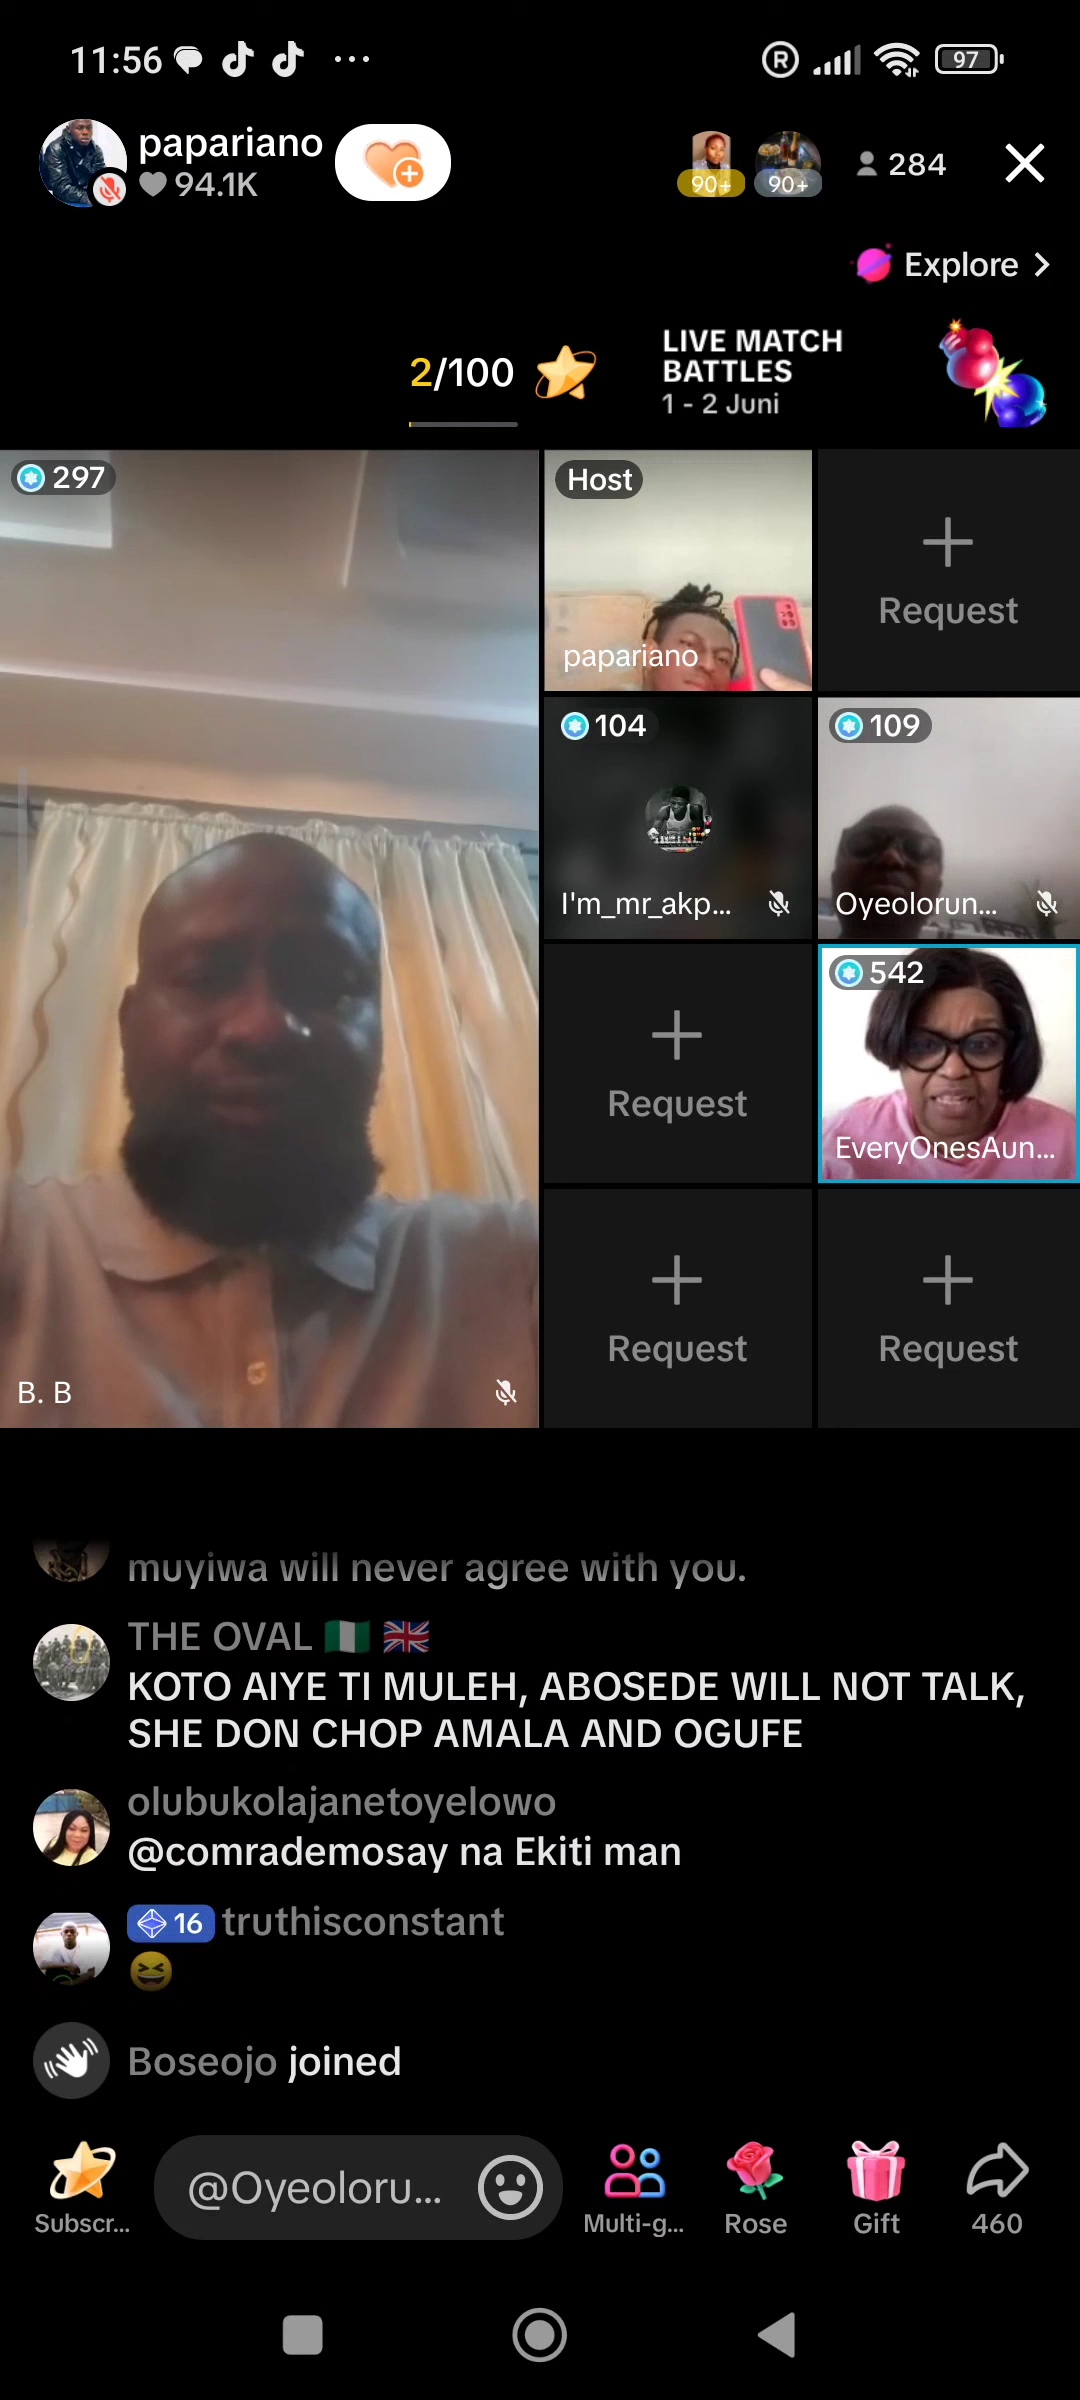 11:56
97
papariano
94.1K
90+
90+
284
Explore
2/100
LIVE MATCH
BATTLES
1 - 2 Juni
297
Host
papariano
Request
104
I'm_mr_akp...
109
Oyeolorun...
Request
542
EveryOnesAun...
B. B
Request
Request
muyiwa will never agree with you.
THE OVAL 🇳🇬 🇬🇧
KOTO AIYE TI MULEH, ABOSEDE WILL NOT TALK,
SHE DON CHOP AMALA AND OGUFE
olubukolajanetoyelowo
@comrademosay na Ekiti man
16 truthisconstant
😆
Boseojo joined
@Oyeoloru...
Subscr...
Multi-g...
Rose
Gift
460